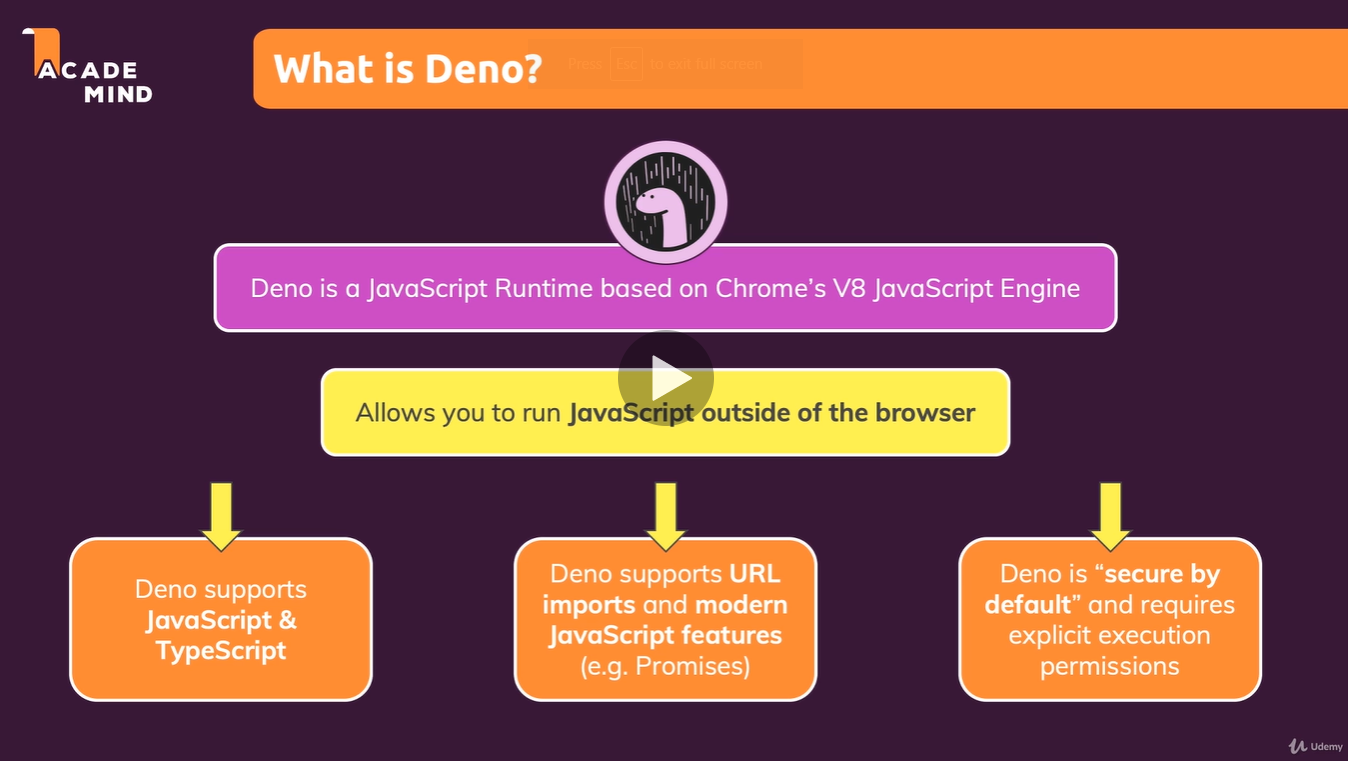 ACADE
MIND
What is Deno?
Press Esc to exit full screen
Deno is a JavaScript Runtime based on Chrome’s V8 JavaScript Engine
Allows you to run JavaScript outside of the browser
Deno supports
JavaScript &
TypeScript
Deno supports URL
imports and modern
JavaScript features
(e.g. Promises)
Deno is “secure by
default” and requires
explicit execution
permissions
Udemy